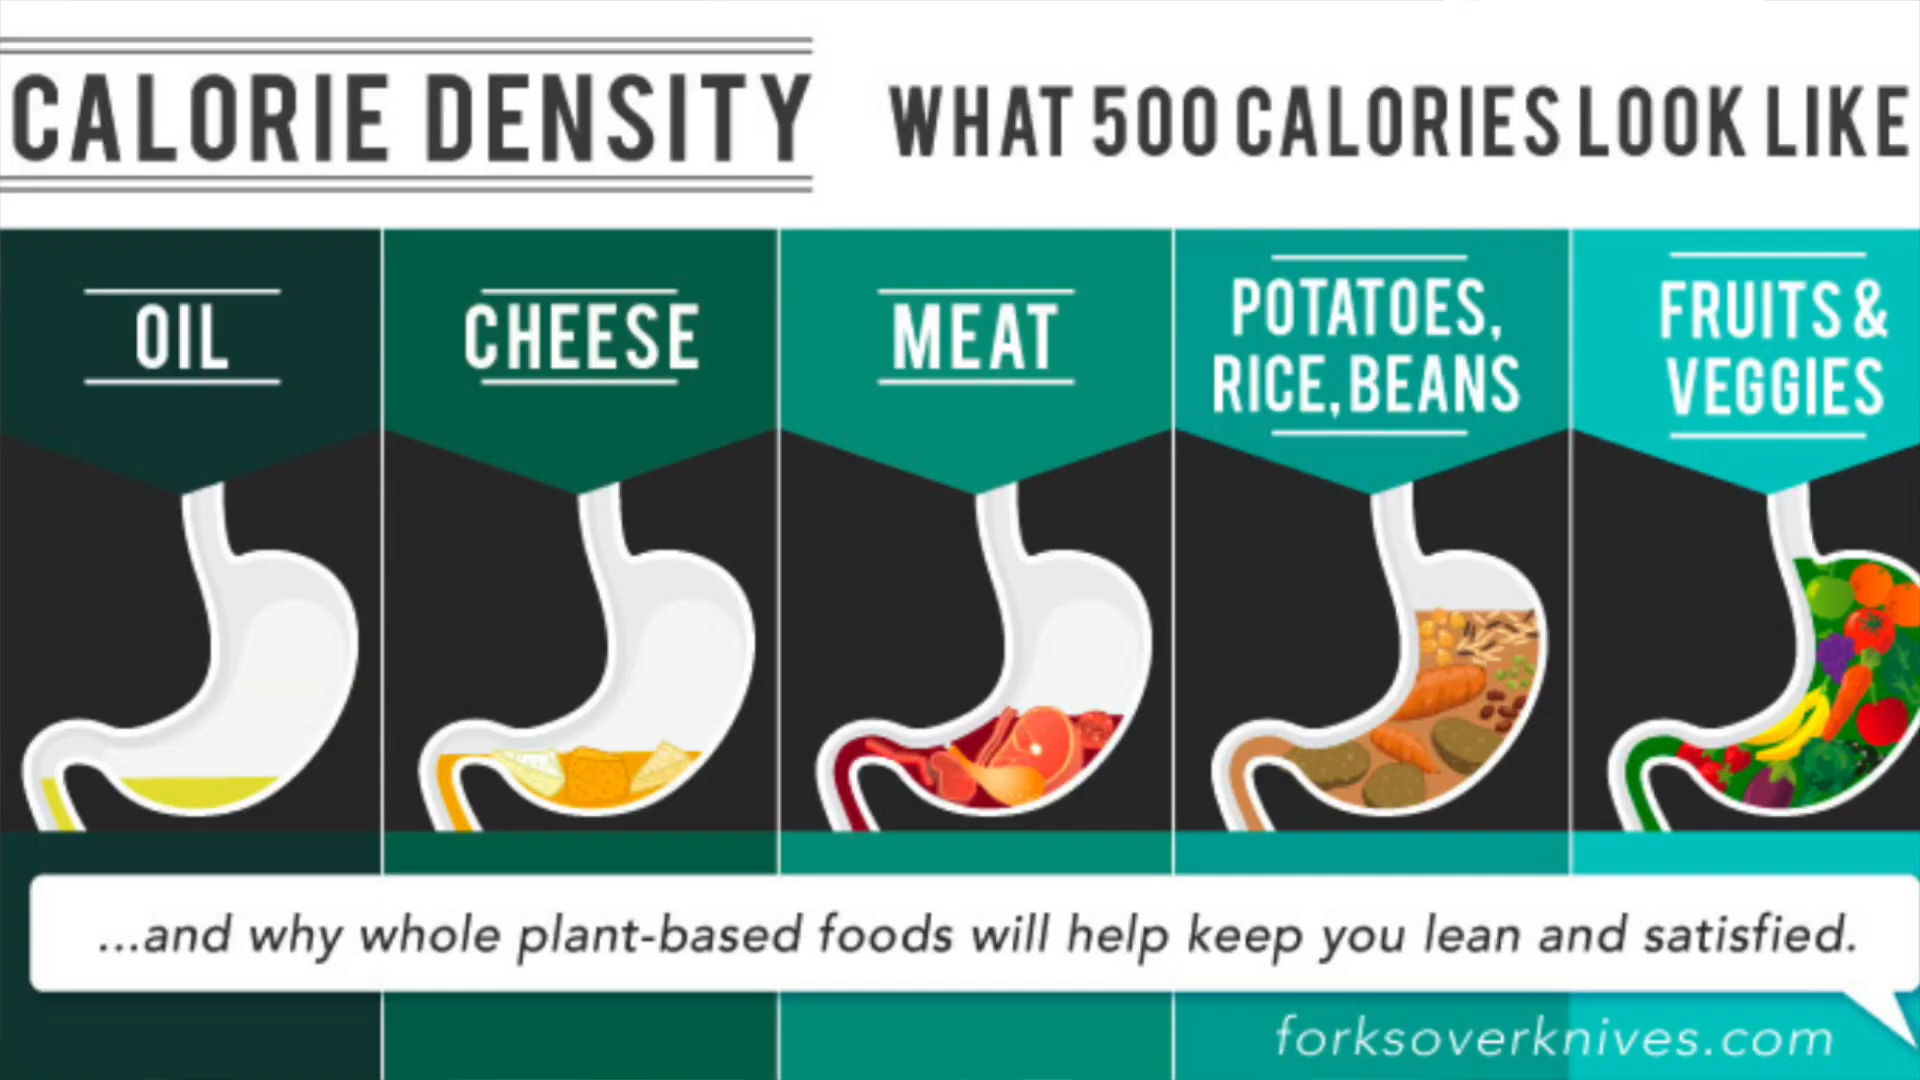 CALORIE DENSITY
WHAT 500 CALORIES LOOK LIKE
OIL
CHEESE
MEAT
POTATOES,
RICE, BEANS
FRUITS &
VEGGIES
...and why whole plant-based foods will help keep you lean and satisfied.
forksoverknives.com